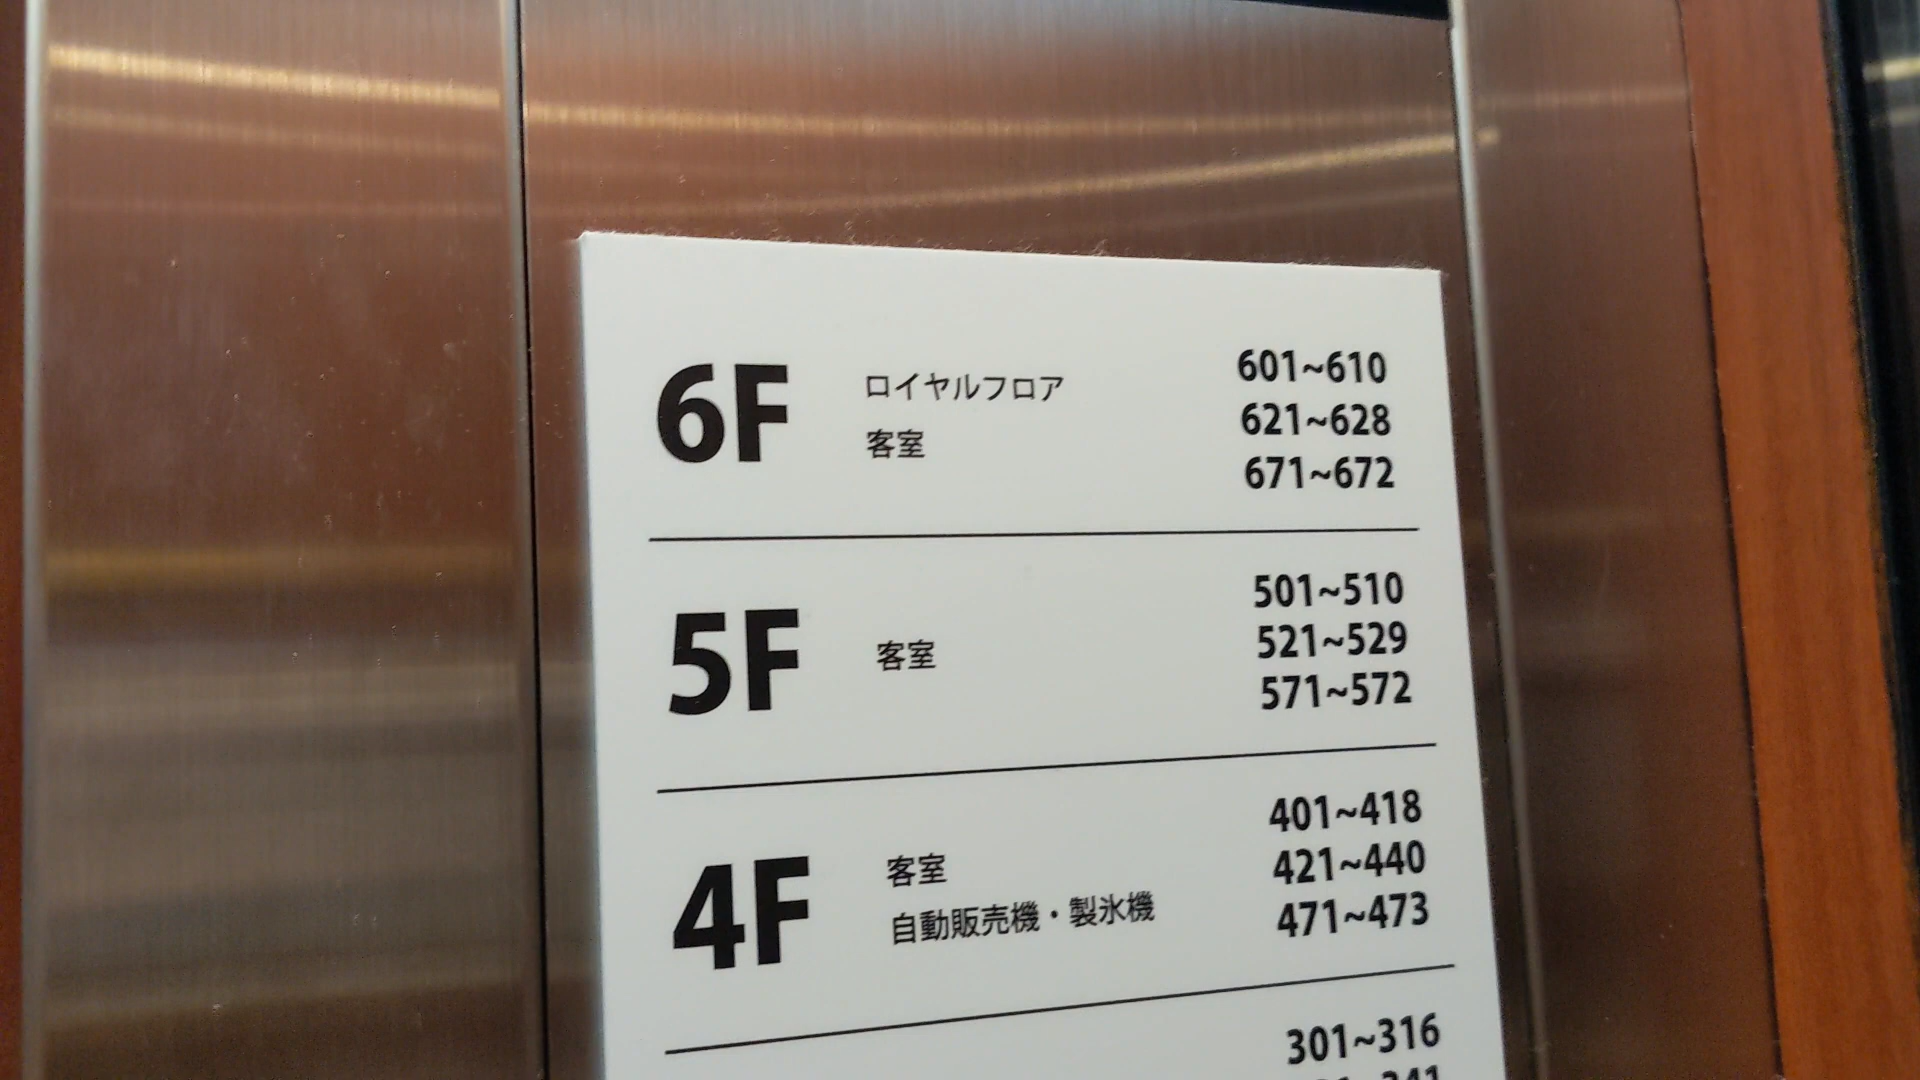 6F ロイヤルフロア 601~610
客室 621~628
671~672
5F 客室 501~510
521~529
571~572
4F 客室 401~418
自動販売機・製氷機 421~440
471~473
301~316